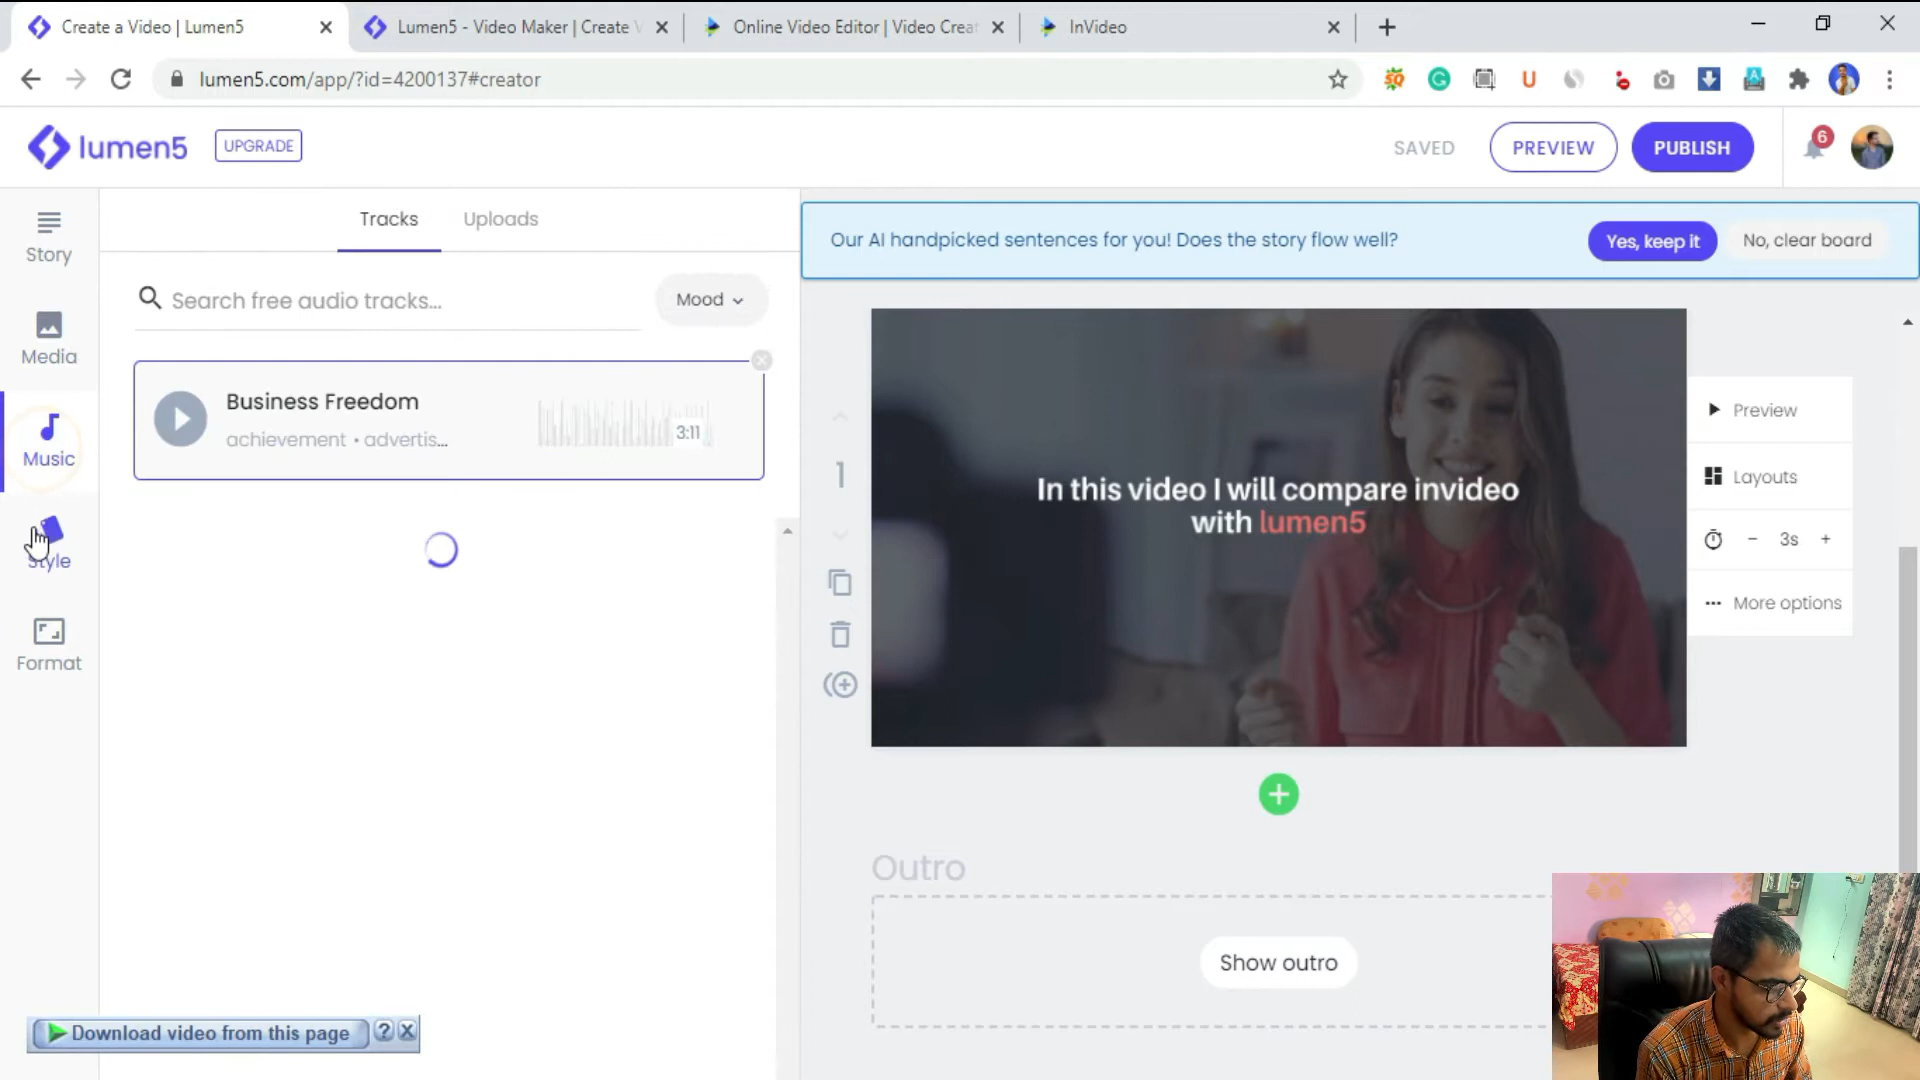 Create a Video | Lumen5
Lumen5 - Video Maker | Create V
Online Video Editor | Video Creat
InVideo
lumen5.com/app/?id=4200137#creator
lumen5
UPGRADE
SAVED
PREVIEW
PUBLISH
6
Story
Media
Music
Style
Format
Tracks
Uploads
Search free audio tracks...
Mood
Business Freedom
achievement • advertis...
3:11
Our AI handpicked sentences for you! Does the story flow well?
Yes, keep it
No, clear board
1
In this video I will compare invideo
with lumen5
Preview
Layouts
− 3s +
More options
Outro
Show outro
Download video from this page